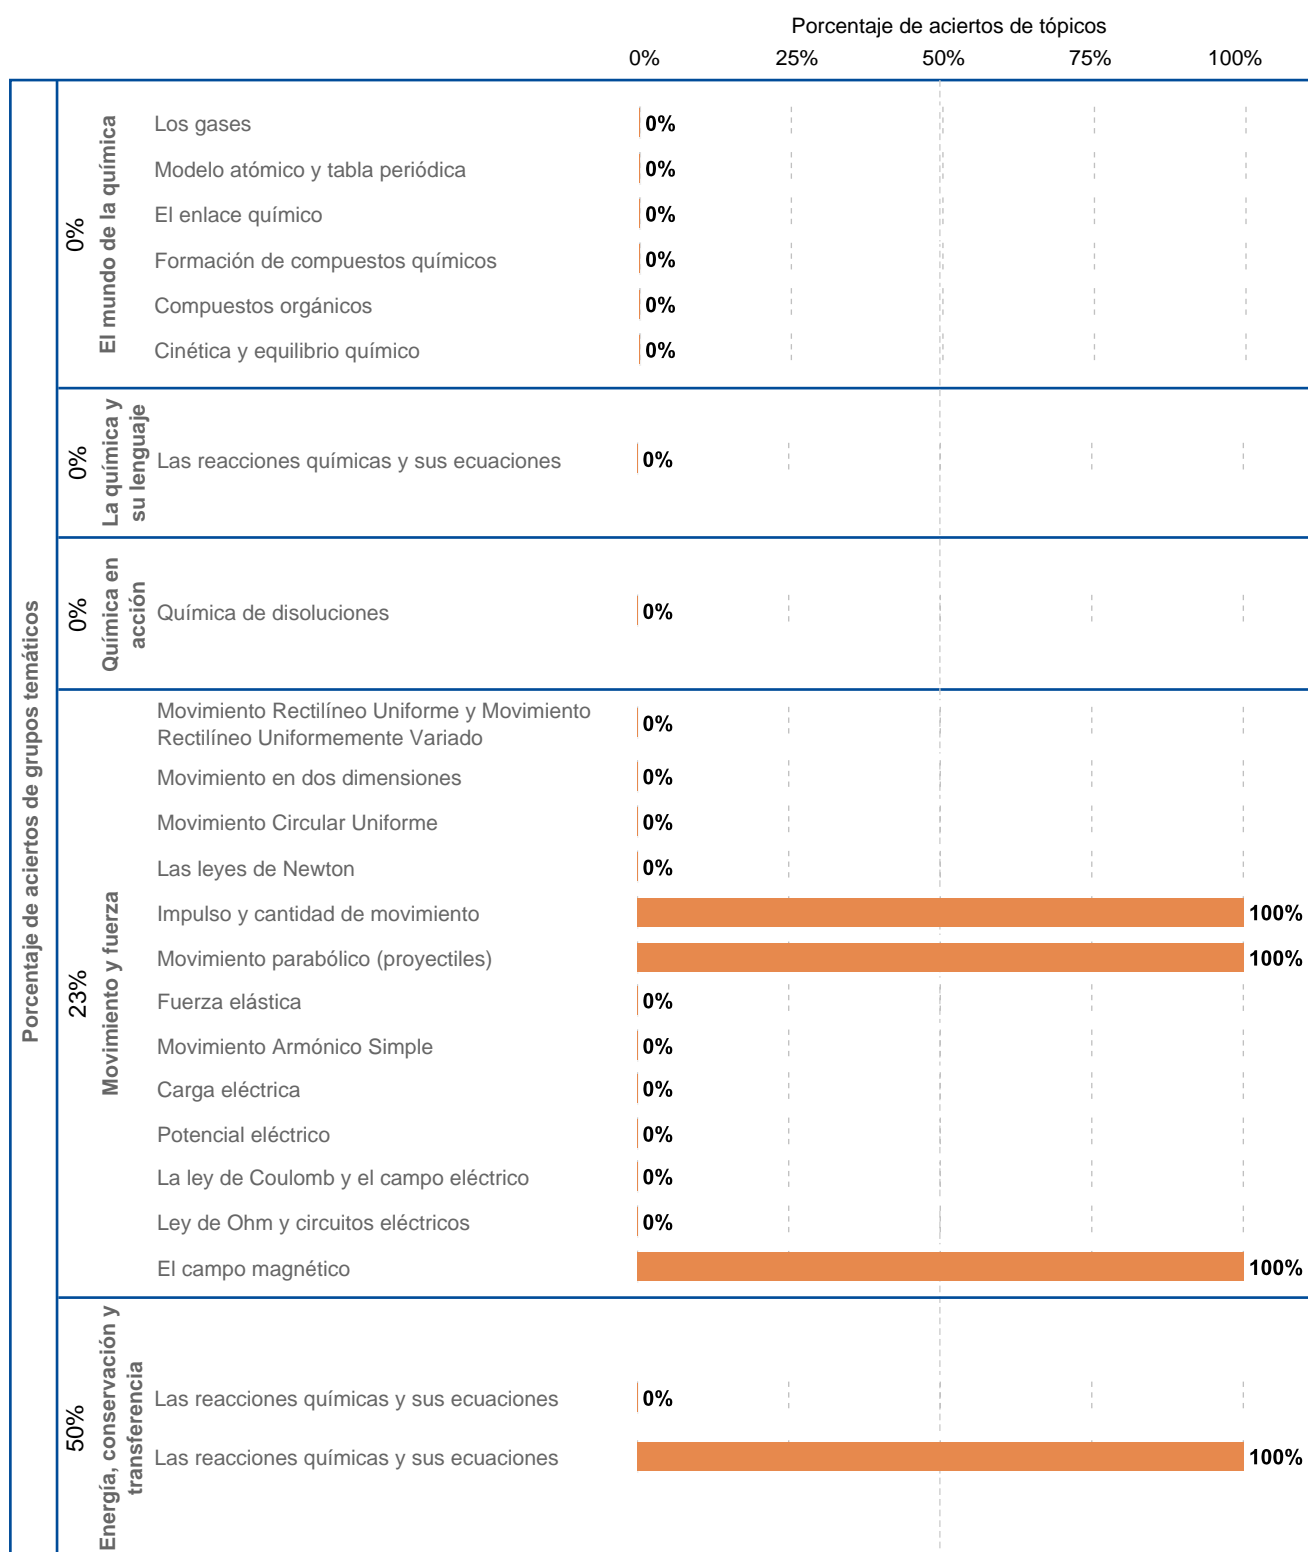 Porcentaje de aciertos de tópicos
0% 25% 50% 75% 100%
Porcentaje de aciertos de grupos temáticos
0%
El mundo de la química
Los gases 0%
Modelo atómico y tabla periódica 0%
El enlace químico 0%
Formación de compuestos químicos 0%
Compuestos orgánicos 0%
Cinética y equilibrio químico 0%
0%
La química y
su lenguaje
Las reacciones químicas y sus ecuaciones 0%
0%
Química en
acción
Química de disoluciones 0%
23%
Movimiento y fuerza
Movimiento Rectilíneo Uniforme y Movimiento
Rectilíneo Uniformemente Variado 0%
Movimiento en dos dimensiones 0%
Movimiento Circular Uniforme 0%
Las leyes de Newton 0%
Impulso y cantidad de movimiento 100%
Movimiento parabólico (proyectiles) 100%
Fuerza elástica 0%
Movimiento Armónico Simple 0%
Carga eléctrica 0%
Potencial eléctrico 0%
La ley de Coulomb y el campo eléctrico 0%
Ley de Ohm y circuitos eléctricos 0%
El campo magnético 100%
50%
Energía, conservación y
transferencia
Las reacciones químicas y sus ecuaciones 0%
Las reacciones químicas y sus ecuaciones 100%